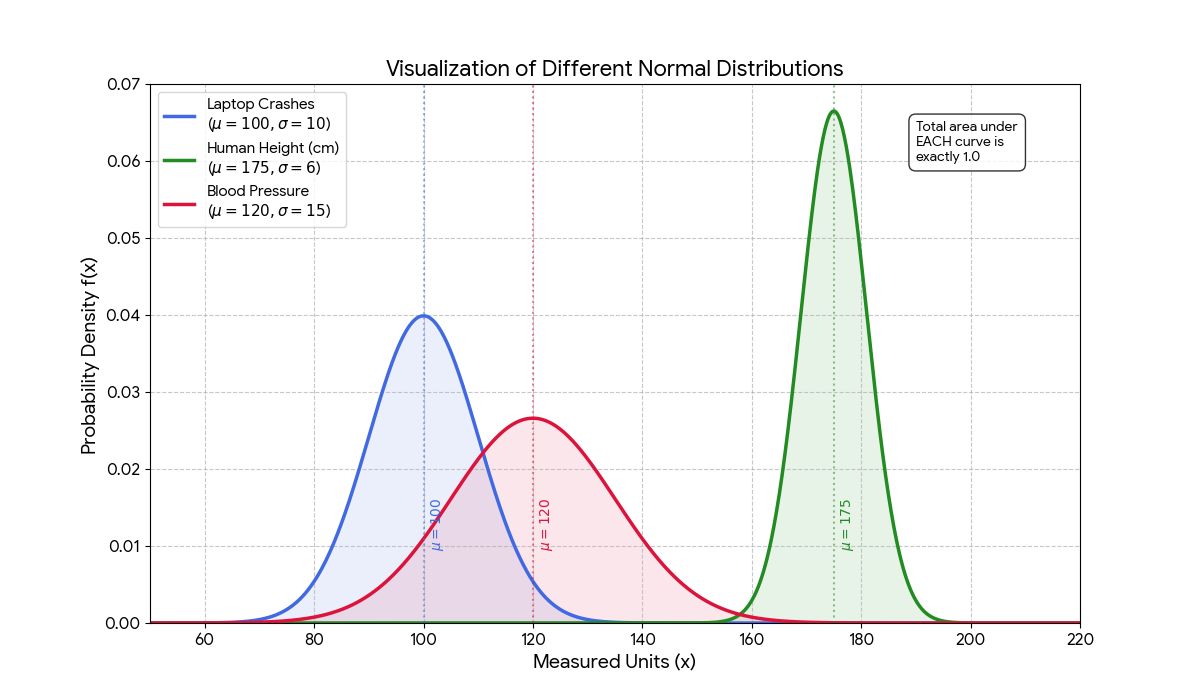 Visualization of Different Normal Distributions
Probability Density f(x)
0.07
0.06
0.05
0.04
0.03
0.02
0.01
0.00
Laptop Crashes
(μ = 100, σ = 10)
Human Height (cm)
(μ = 175, σ = 6)
Blood Pressure
(μ = 120, σ = 15)
Total area under
EACH curve is
exactly 1.0
μ = 100
μ = 120
μ = 175
60 80 100 120 140 160 180 200 220
Measured Units (x)